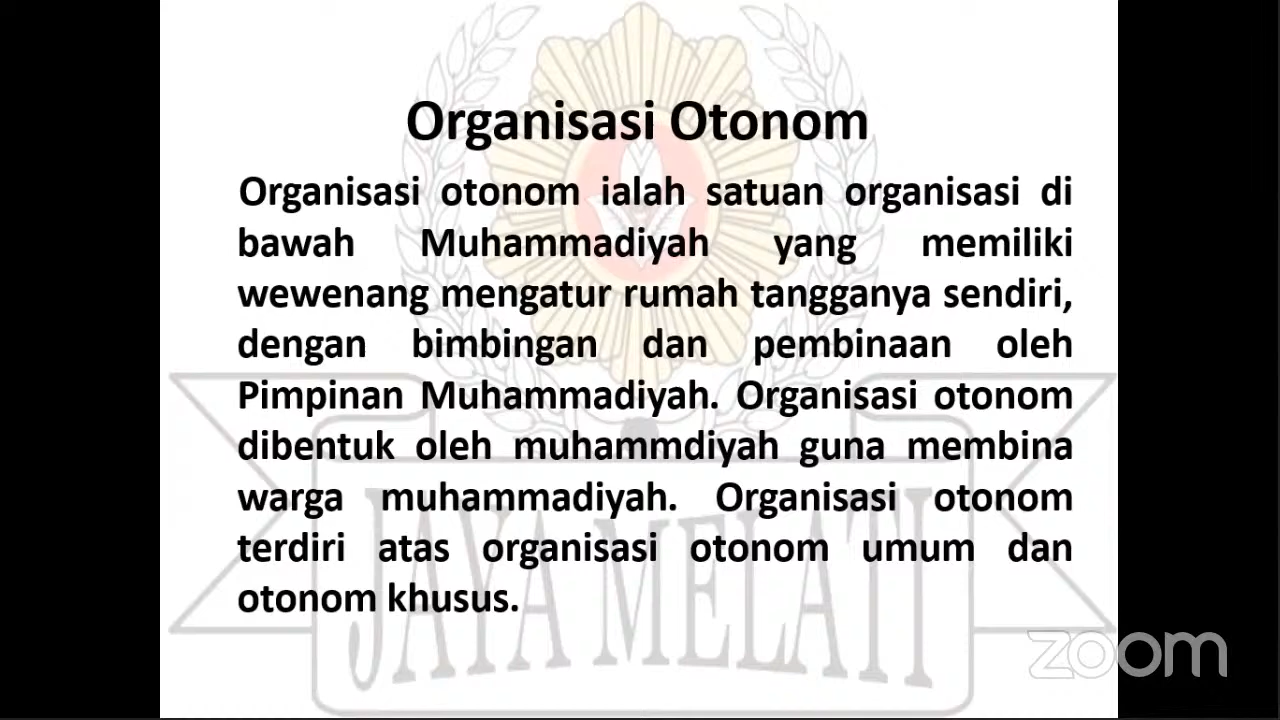 Organisasi Otonom
Organisasi otonom ialah satuan organisasi di
bawah Muhammadiyah yang memiliki
wewenang mengatur rumah tangganya sendiri,
dengan bimbingan dan pembinaan oleh
Pimpinan Muhammadiyah. Organisasi otonom
dibentuk oleh muhammdiyah guna membina
warga muhammadiyah. Organisasi otonom
terdiri atas organisasi otonom umum dan
otonom khusus.
JAYA MELATI
zoom